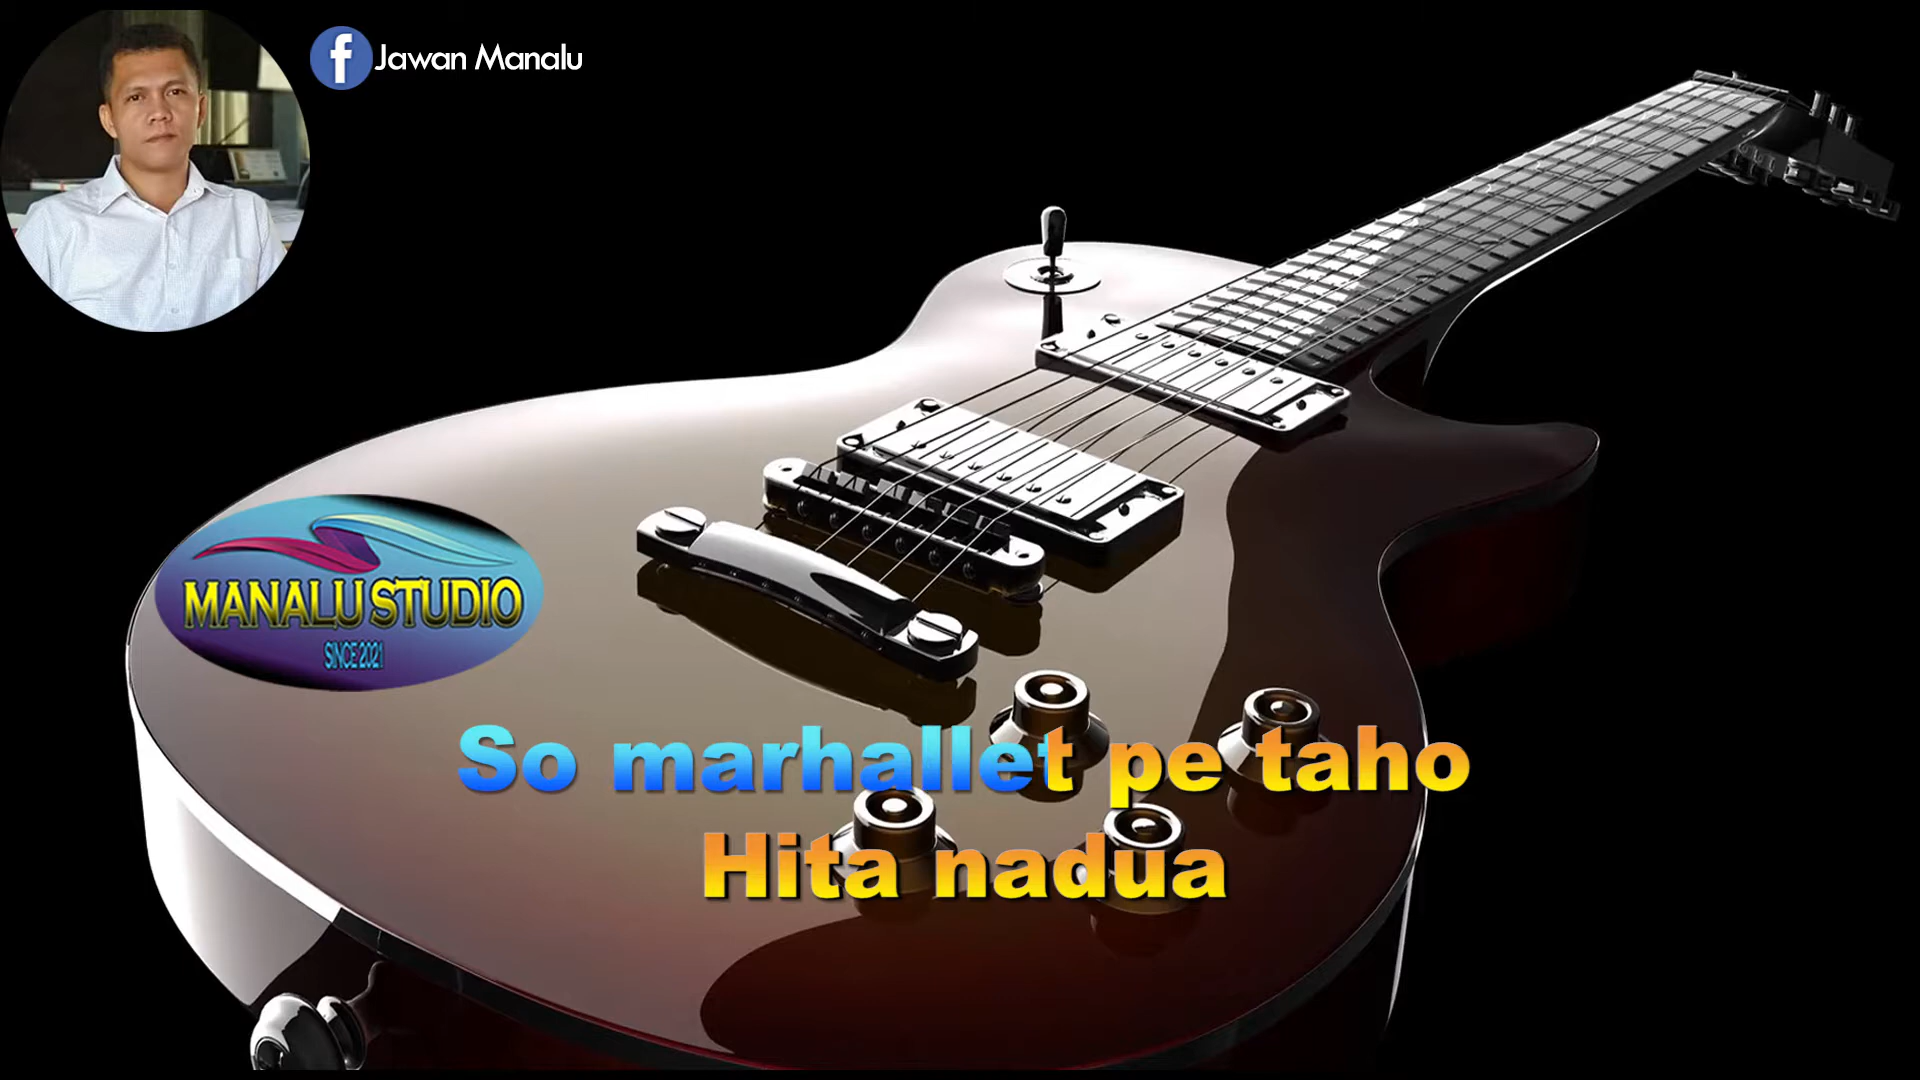 Jawan Manalu
MANALU STUDIO
SINCE 2021
So marhallet pe taho
Hita nadua